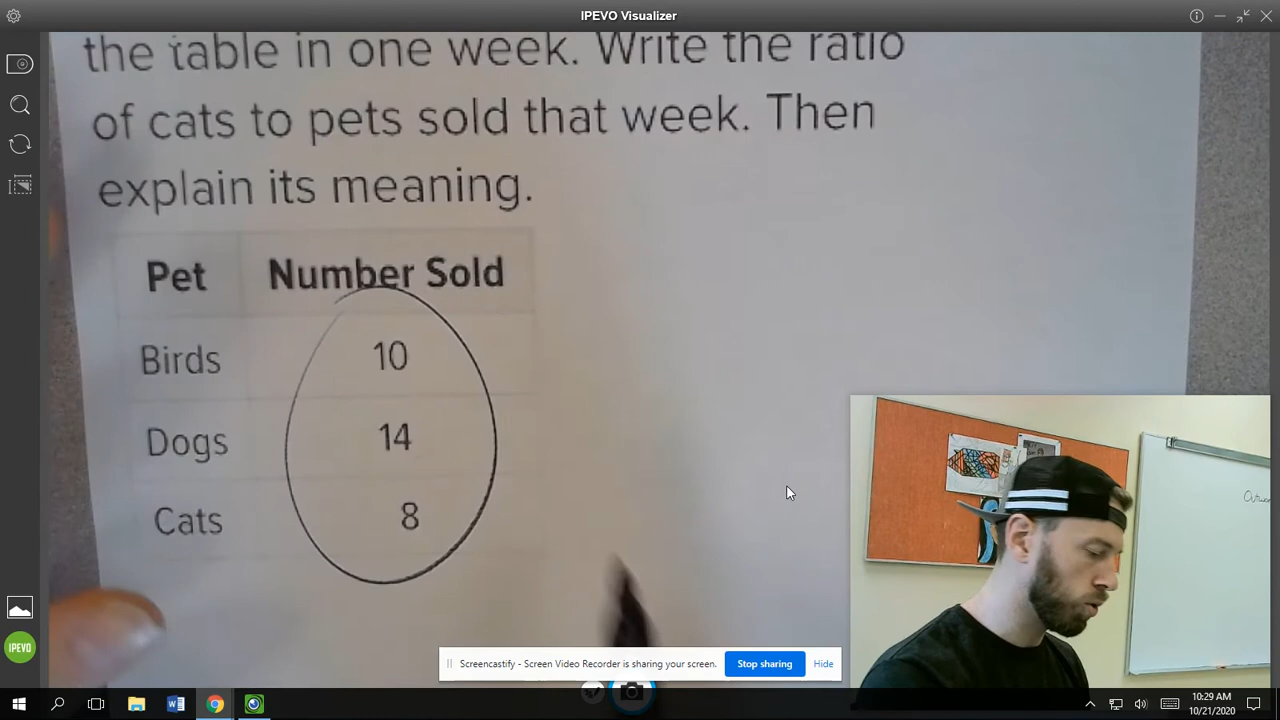 IPEVO Visualizer
the table in one week. Write the ratio
of cats to pets sold that week. Then
explain its meaning.
Pet Number Sold
Birds 10
Dogs 14
Cats 8
IPEVO
Screencastify - Screen Video Recorder is sharing your screen. Stop sharing Hide
10:29 AM
10/21/2020